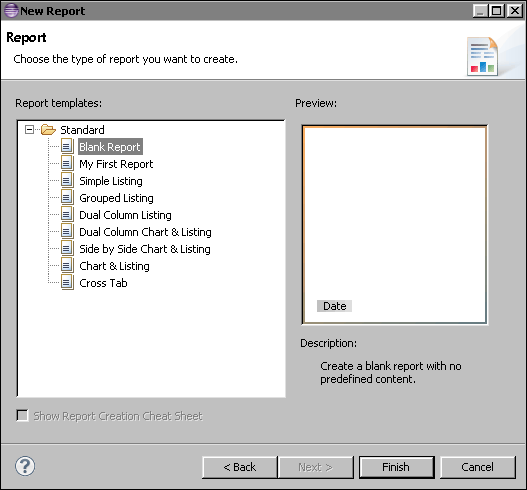 New Report
Report
Choose the type of report you want to create.
Report templates:
Standard
Blank Report
My First Report
Simple Listing
Grouped Listing
Dual Column Listing
Dual Column Chart & Listing
Side by Side Chart & Listing
Chart & Listing
Cross Tab
Preview:
Date
Description:
Create a blank report with no
predefined content.
Show Report Creation Cheat Sheet
?
< Back
Next >
Finish
Cancel